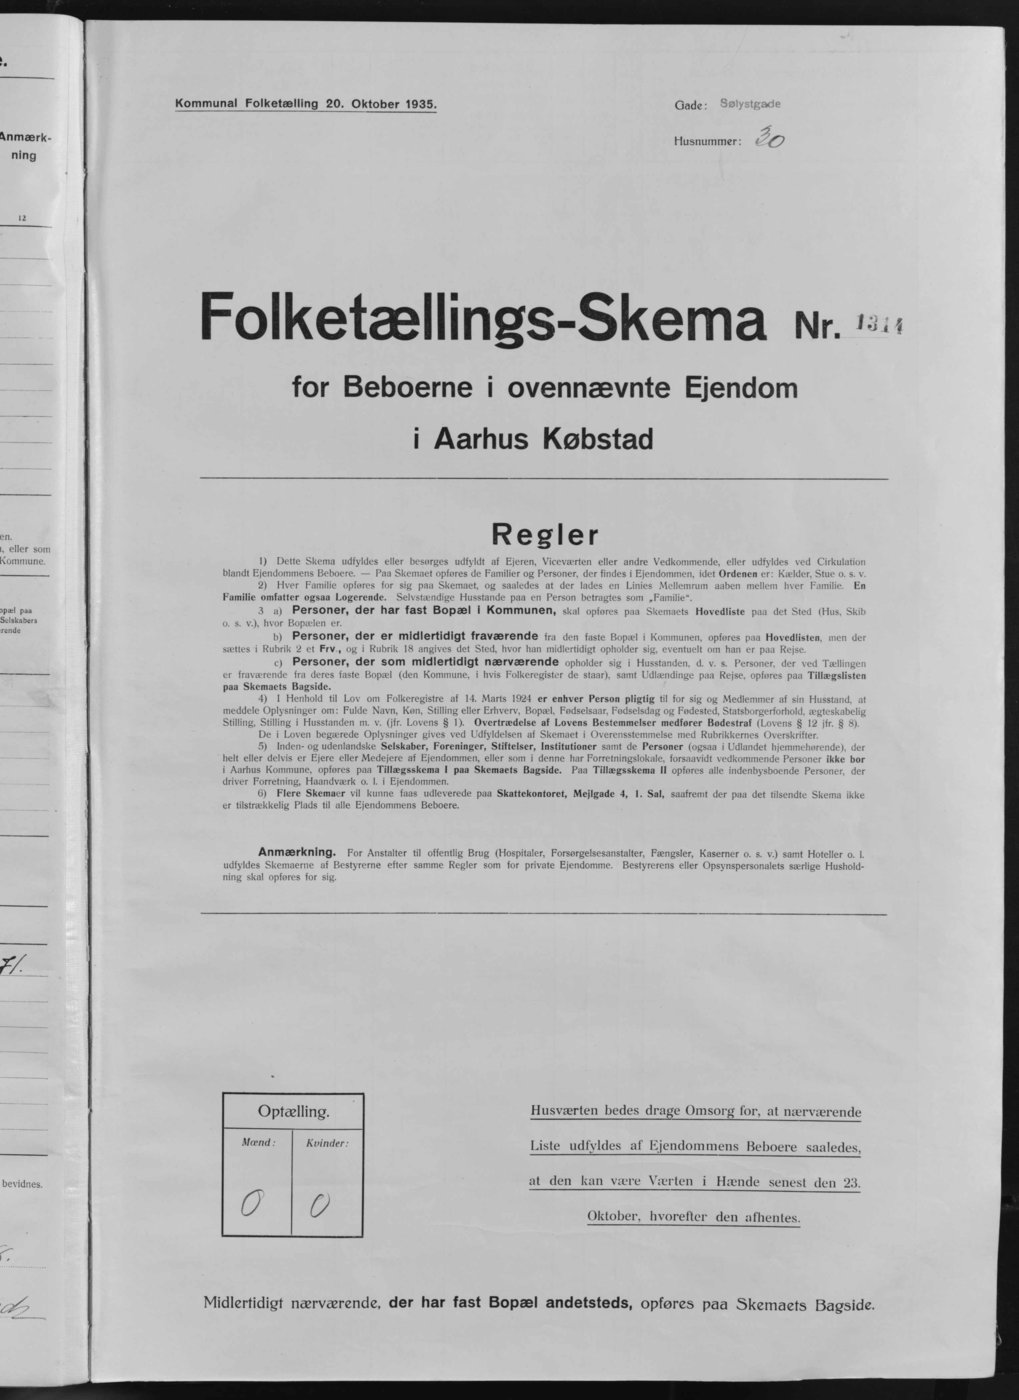 e.
Anmærk-
ning
12
en.
, eller som
Kommune.
opæl paa
Selskabers
rende
71.
bevidnes.
Kommunal Folketælling 20. Oktober 1935.
Gade: Sølystgade
Husnummer: 30
Folketællings-Skema Nr. 1314
for Beboerne i ovennævnte Ejendom
i Aarhus Købstad
Regler
1) Dette Skema udfyldes eller besørges udfyldt af Ejeren, Viceværten eller andre Vedkommende, eller udfyldes ved Cirkulation
blandt Ejendommens Beboere. — Paa Skemaet opføres de Familier og Personer, der findes i Ejendommen, idet Ordenen er: Kælder, Stue o. s. v.
2) Hver Familie opføres for sig paa Skemaet, og saaledes at der lades en Linies Mellemrum aaben mellem hver Familie. En
Familie omfatter ogsaa Logerende. Selvstændige Husstande paa en Person betragtes som „Familie“.
3 a) Personer, der har fast Bopæl i Kommunen, skal opføres paa Skemaets Hovedliste paa det Sted (Hus, Skib
o. s. v.), hvor Bopælen er.
b) Personer, der er midlertidigt fraværende fra den faste Bopæl i Kommunen, opføres paa Hovedlisten, men der
sættes i Rubrik 2 et Frv., og i Rubrik 18 angives det Sted, hvor han midlertidigt opholder sig, eventuelt om han er paa Rejse.
c) Personer, der som midlertidigt nærværende opholder sig i Husstanden, d. v. s. Personer, der ved Tællingen
er fraværende fra deres faste Bopæl (den Kommune, i hvis Folkeregister de staar), samt Udlændinge paa Rejse, opføres paa Tillægslisten
paa Skemaets Bagside.
4) I Henhold til Lov om Folkeregistre af 14. Marts 1924 er enhver Person pligtig til for sig og Medlemmer af sin Husstand, at
meddele Oplysninger om: Fulde Navn, Køn, Stilling eller Erhverv, Bopæl, Fødselsaar, Fødselsdag og Fødested, Statsborgerforhold, ægteskabelig
Stilling, Stilling i Husstanden m. v. (jfr. Lovens § 1). Overtrædelse af Lovens Bestemmelser medfører Bødestraf (Lovens § 12 jfr. § 8).
De i Loven begærede Oplysninger gives ved Udfyldelsen af Skemaet i Overensstemmelse med Rubrikkernes Overskrifter.
5) Inden- og udenlandske Selskaber, Foreninger, Stiftelser, Institutioner samt de Personer (ogsaa i Udlandet hjemmehørende), der
helt eller delvis er Ejere eller Medejere af Ejendommen, eller som i denne har Forretningslokale, forsaavidt vedkommende Personer ikke bor
i Aarhus Kommune, opføres paa Tillægsskema I paa Skemaets Bagside. Paa Tillægsskema II opføres alle indenbysboende Personer, der
driver Forretning, Haandværk o. l. i Ejendommen.
6) Flere Skemaer vil kunne faas udleverede paa Skattekontoret, Mejlgade 4, 1. Sal, saafremt der paa det tilsendte Skema ikke
er tilstrækkelig Plads til alle Ejendommens Beboere.
Anmærkning. For Anstalter til offentlig Brug (Hospitaler, Forsørgelsesanstalter, Fængsler, Kaserner o. s. v.) samt Hoteller o. l.
udfyldes Skemaerne af Bestyrerne efter samme Regler som for private Ejendomme. Bestyrerens eller Opsynspersonalets særlige Hushold-
ning skal opføres for sig.
Optælling.
Mænd: Kvinder:
0 0
Husværten bedes drage Omsorg for, at nærværende
Liste udfyldes af Ejendommens Beboere saaledes,
at den kan være Værten i Hænde senest den 23.
Oktober, hvorefter den afhentes.
Midlertidigt nærværende, der har fast Bopæl andetsteds, opføres paa Skemaets Bagside.